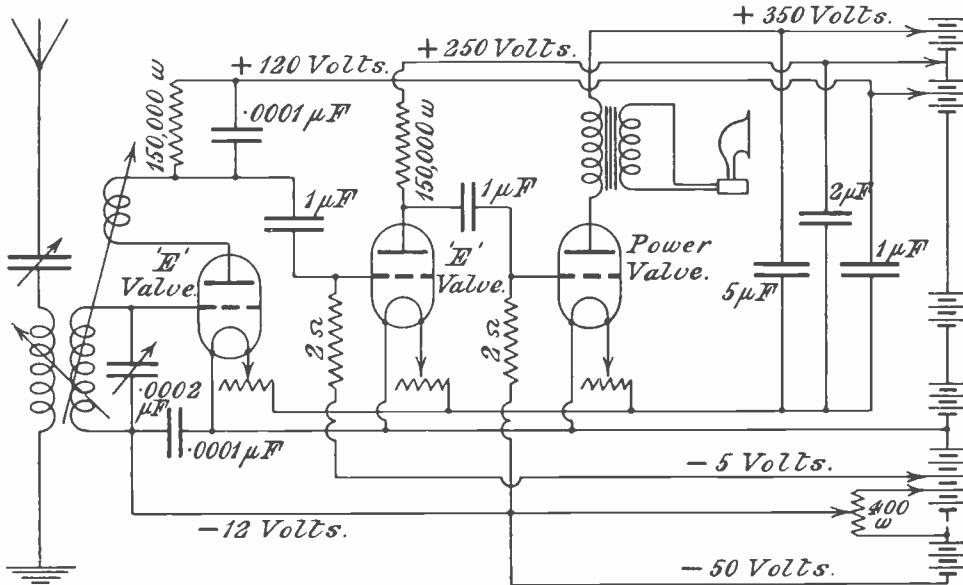 + 350 Volts.
+ 250 Volts.
+ 120 Volts.
150,000 ω
.0001 μF
150,000 ω
1 μF
1 μF
2 μF
1 μF
5 μF
'E'
Valve.
'E'
Valve.
Power
Valve.
2 Ω
2 Ω
.0002
μF
.0001 μF
– 5 Volts.
400
ω
– 12 Volts.
– 50 Volts.